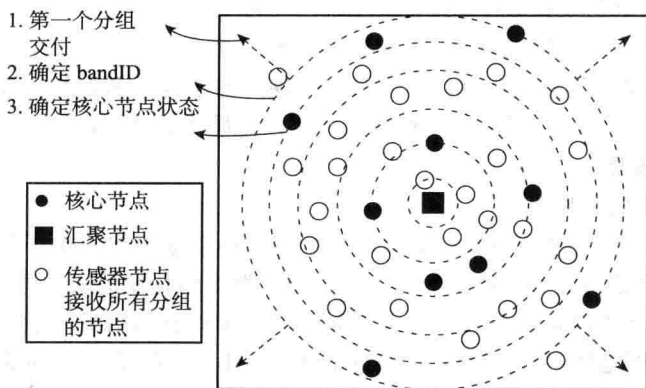 1. 第一个分组
交付
2. 确定 bandID
3. 确定核心节点状态
核心节点
汇聚节点
传感器节点
接收所有分组
的节点